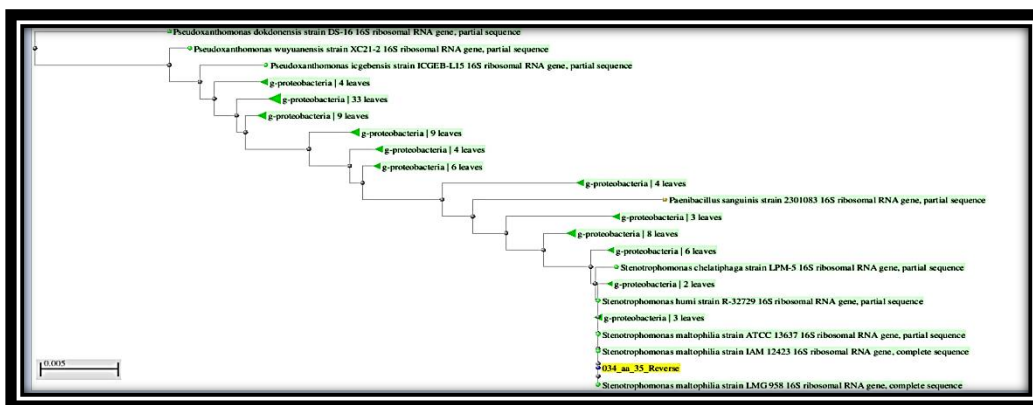 Pseudoxanthomonas dokdonensis strain DS-16 16S ribosomal RNA gene, partial sequence
Pseudoxanthomonas wuyuanensis strain XC21-2 16S ribosomal RNA gene, partial sequence
Pseudoxanthomonas icgebensis strain ICGEB-L15 16S ribosomal RNA gene, partial sequence
g-proteobacteria | 4 leaves
g-proteobacteria | 33 leaves
g-proteobacteria | 9 leaves
g-proteobacteria | 9 leaves
g-proteobacteria | 4 leaves
g-proteobacteria | 6 leaves
g-proteobacteria | 4 leaves
Paenibacillus sanguinis strain 2301083 16S ribosomal RNA gene, partial sequence
g-proteobacteria | 3 leaves
g-proteobacteria | 8 leaves
g-proteobacteria | 6 leaves
Stenotrophomonas chelatiphaga strain LPM-5 16S ribosomal RNA gene, partial sequence
g-proteobacteria | 2 leaves
Stenotrophomonas humi strain R-32729 16S ribosomal RNA gene, partial sequence
g-proteobacteria | 3 leaves
Stenotrophomonas maltophilia strain ATCC 13637 16S ribosomal RNA gene, partial sequence
Stenotrophomonas maltophilia strain IAM 12423 16S ribosomal RNA gene, complete sequence
0.005
034_aa_35_Reverse
Stenotrophomonas maltophilia strain LMG 958 16S ribosomal RNA gene, complete sequence